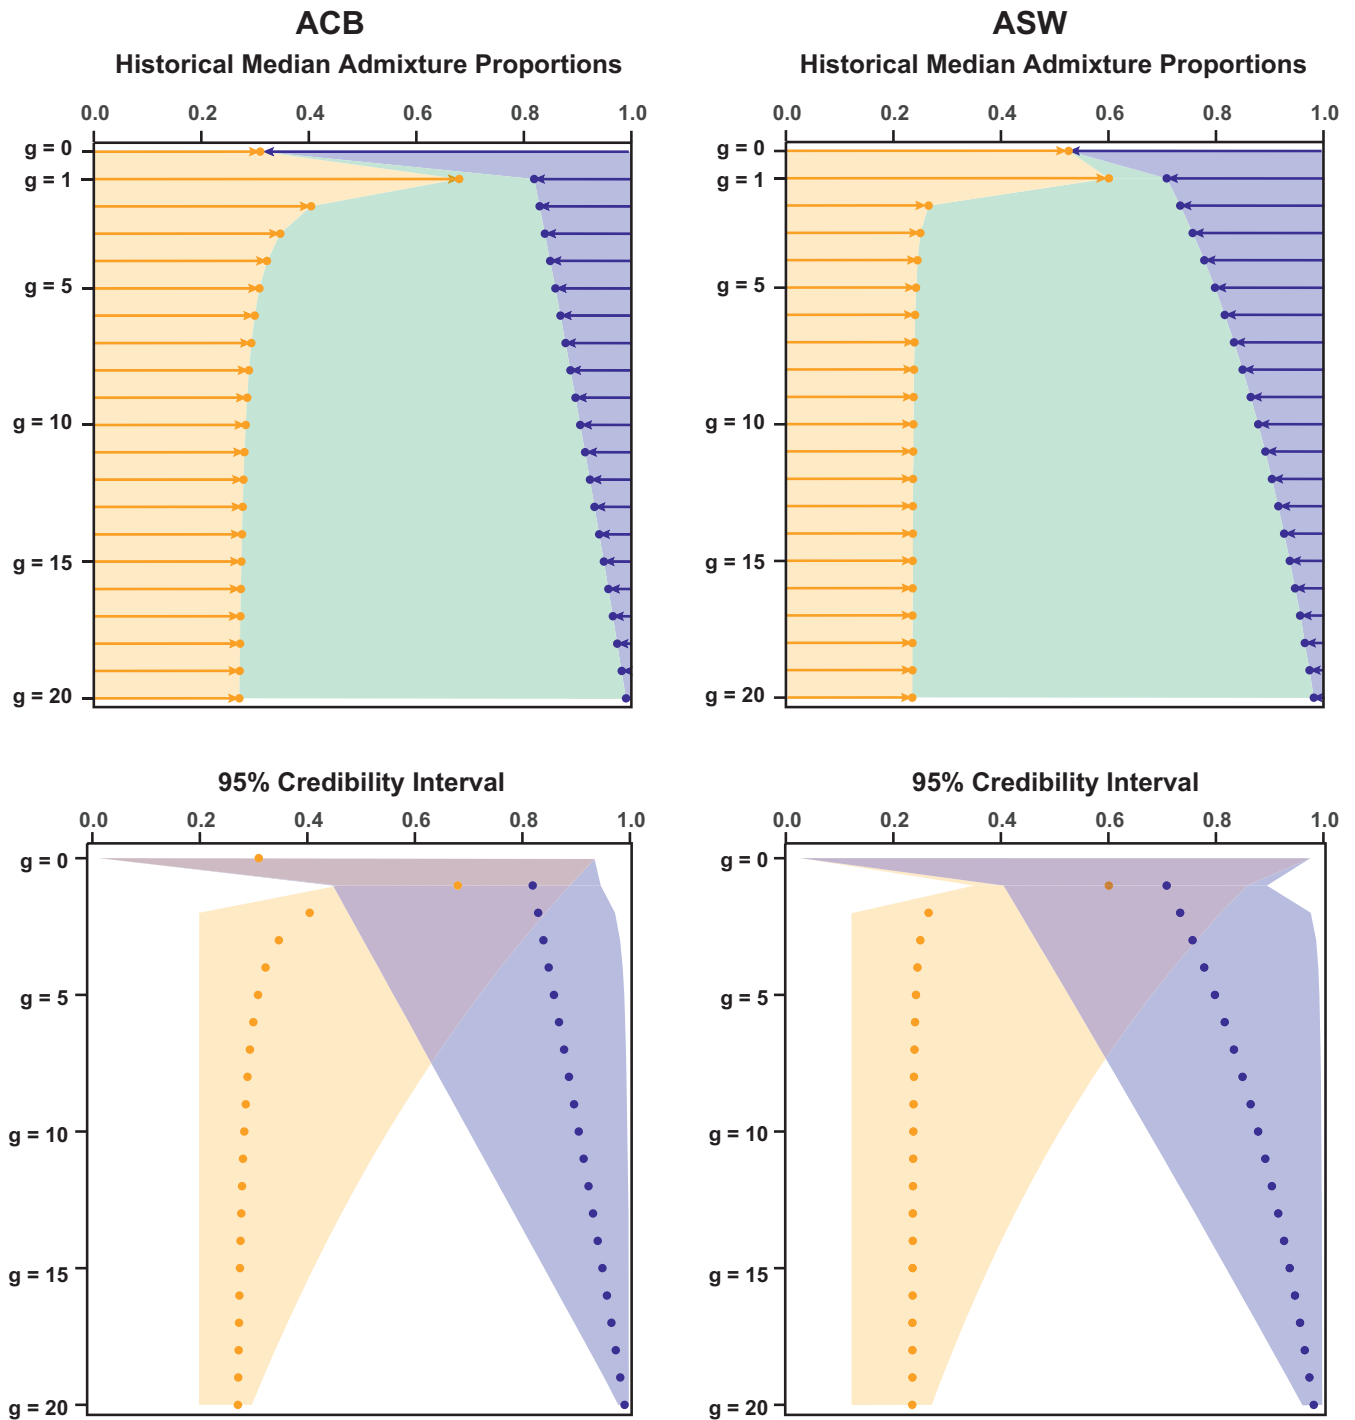 ACB
Historical Median Admixture Proportions
0.0 0.2 0.4 0.6 0.8 1.0
g = 0
g = 1
g = 5
g = 10
g = 15
g = 20
ASW
Historical Median Admixture Proportions
0.0 0.2 0.4 0.6 0.8 1.0
g = 0
g = 1
g = 5
g = 10
g = 15
g = 20
95% Credibility Interval
0.0 0.2 0.4 0.6 0.8 1.0
g = 0
g = 5
g = 10
g = 15
g = 20
95% Credibility Interval
0.0 0.2 0.4 0.6 0.8 1.0
g = 0
g = 5
g = 10
g = 15
g = 20